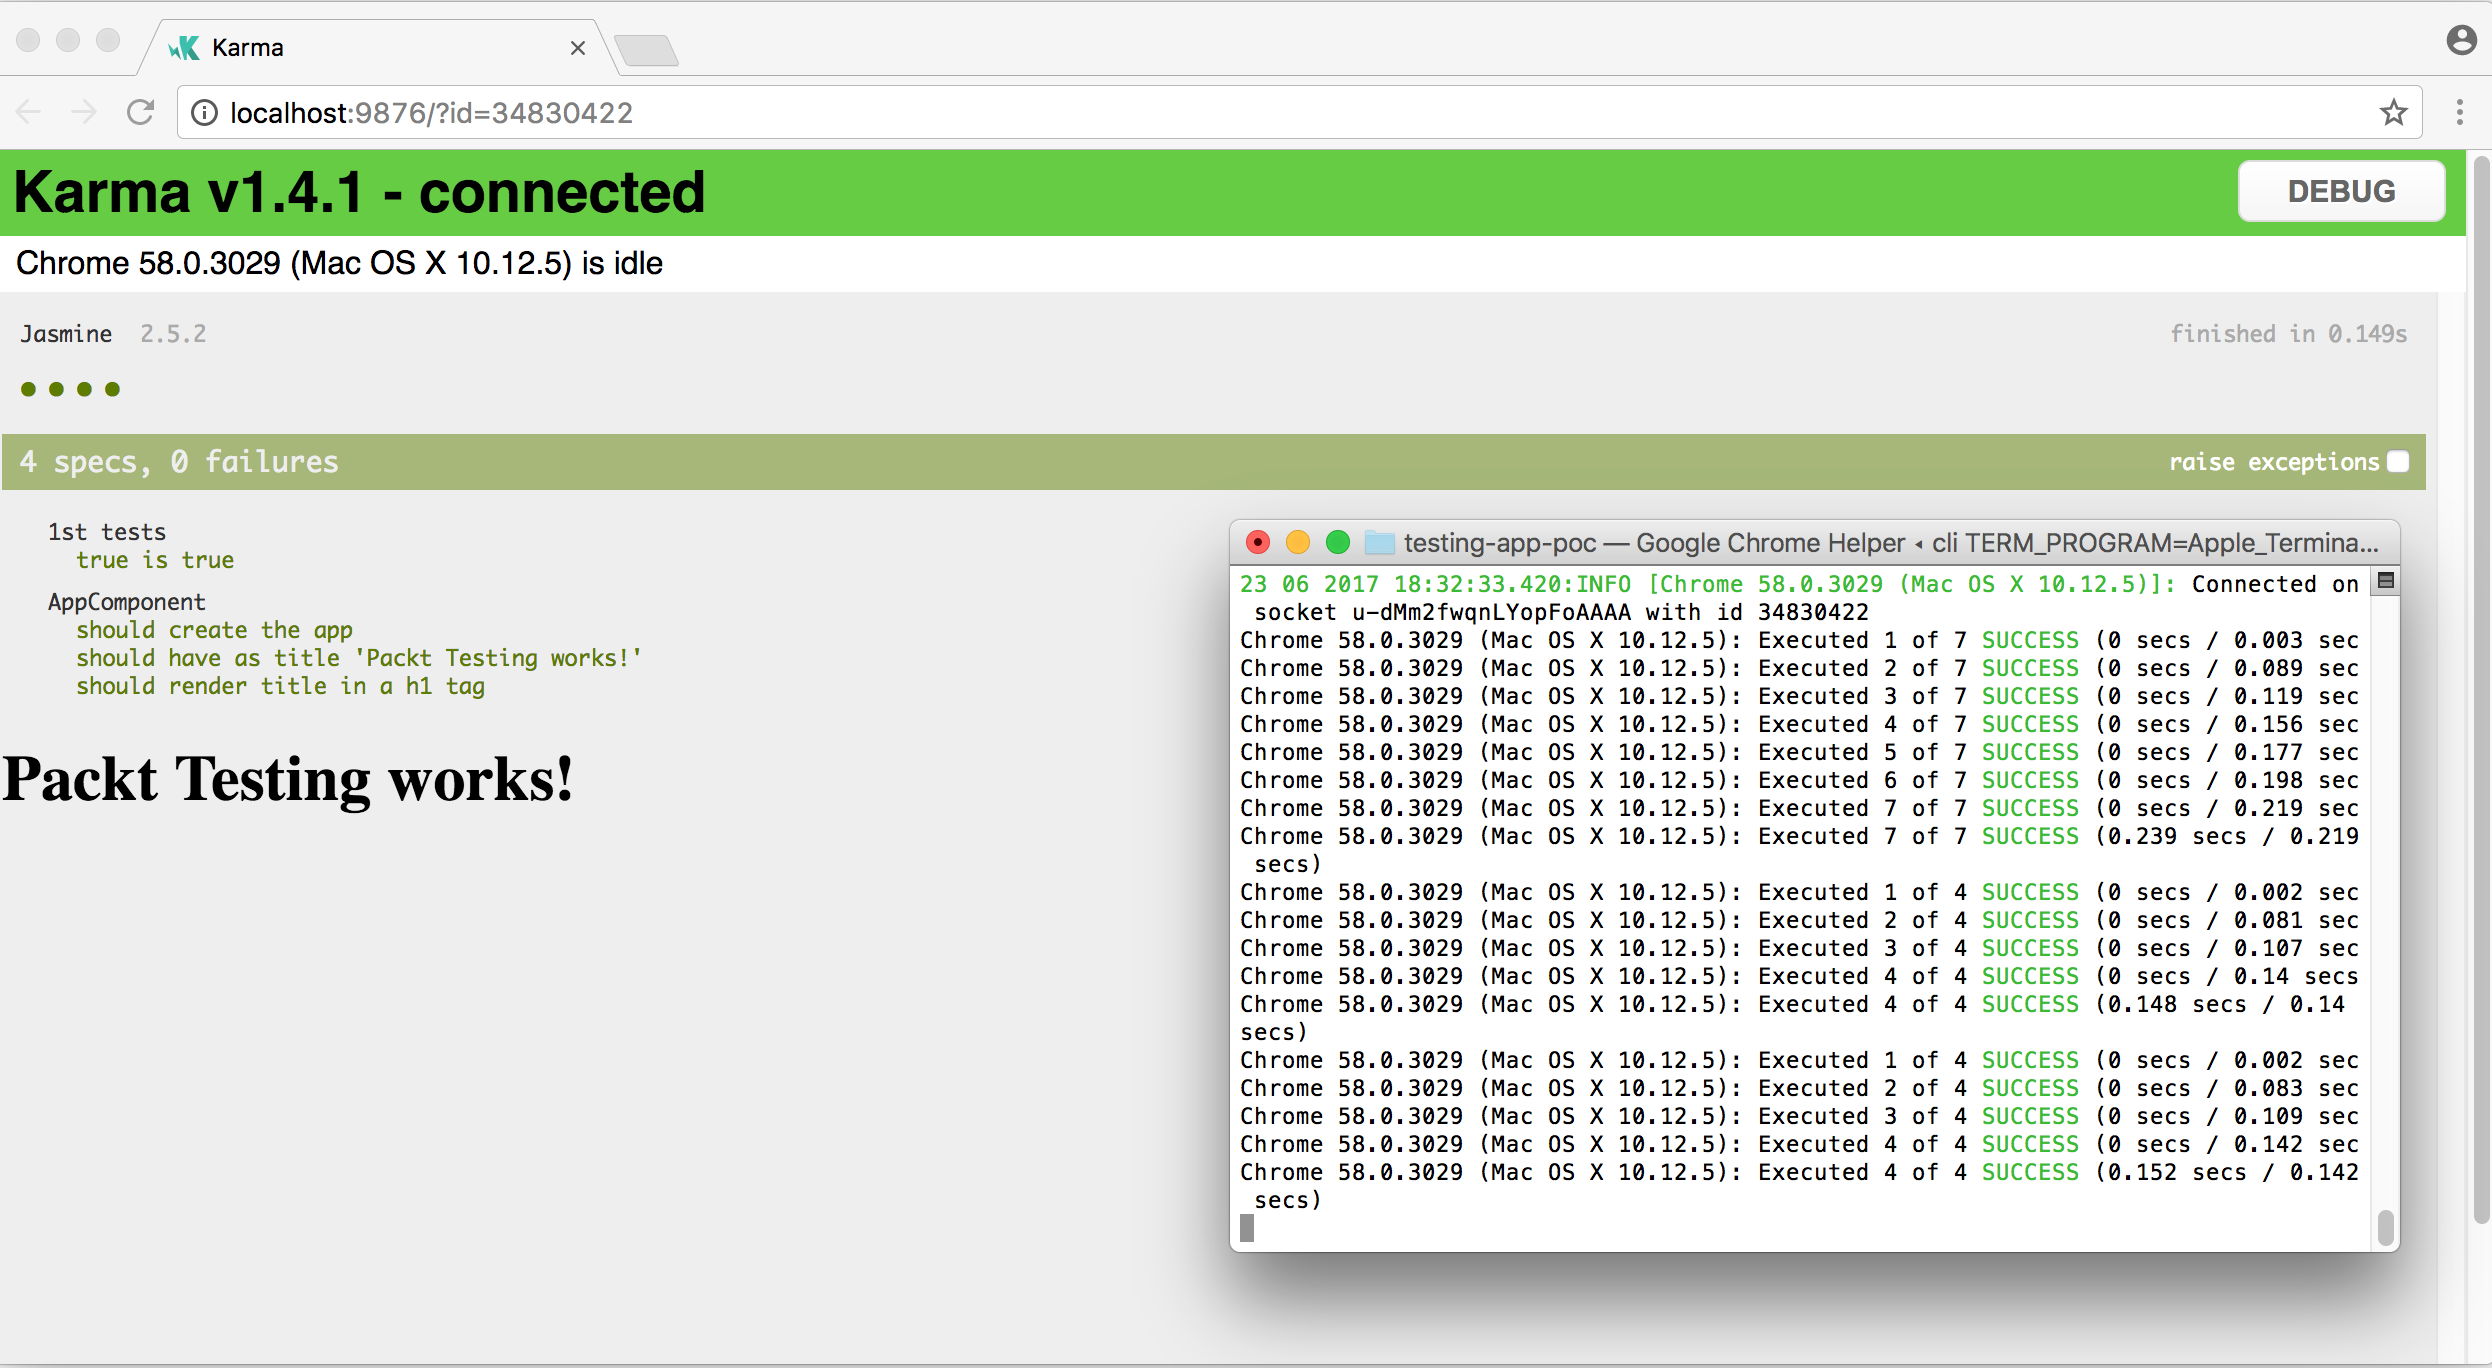 Karma
localhost:9876/?id=34830422
Karma v1.4.1 - connected
DEBUG
Chrome 58.0.3029 (Mac OS X 10.12.5) is idle
Jasmine 2.5.2
finished in 0.149s
4 specs, 0 failures
raise exceptions
1st tests
true is true
AppComponent
should create the app
should have as title 'Packt Testing works!'
should render title in a h1 tag
Packt Testing works!
testing-app-poc — Google Chrome Helper ◂ cli TERM_PROGRAM=Apple_Termina...
23 06 2017 18:32:33.420:INFO [Chrome 58.0.3029 (Mac OS X 10.12.5)]: Connected on
socket u-dMm2fwqnLYopFoAAAA with id 34830422
Chrome 58.0.3029 (Mac OS X 10.12.5): Executed 1 of 7 SUCCESS (0 secs / 0.003 sec
Chrome 58.0.3029 (Mac OS X 10.12.5): Executed 2 of 7 SUCCESS (0 secs / 0.089 sec
Chrome 58.0.3029 (Mac OS X 10.12.5): Executed 3 of 7 SUCCESS (0 secs / 0.119 sec
Chrome 58.0.3029 (Mac OS X 10.12.5): Executed 4 of 7 SUCCESS (0 secs / 0.156 sec
Chrome 58.0.3029 (Mac OS X 10.12.5): Executed 5 of 7 SUCCESS (0 secs / 0.177 sec
Chrome 58.0.3029 (Mac OS X 10.12.5): Executed 6 of 7 SUCCESS (0 secs / 0.198 sec
Chrome 58.0.3029 (Mac OS X 10.12.5): Executed 7 of 7 SUCCESS (0 secs / 0.219 sec
Chrome 58.0.3029 (Mac OS X 10.12.5): Executed 7 of 7 SUCCESS (0.239 secs / 0.219
secs)
Chrome 58.0.3029 (Mac OS X 10.12.5): Executed 1 of 4 SUCCESS (0 secs / 0.002 sec
Chrome 58.0.3029 (Mac OS X 10.12.5): Executed 2 of 4 SUCCESS (0 secs / 0.081 sec
Chrome 58.0.3029 (Mac OS X 10.12.5): Executed 3 of 4 SUCCESS (0 secs / 0.107 sec
Chrome 58.0.3029 (Mac OS X 10.12.5): Executed 4 of 4 SUCCESS (0 secs / 0.14 secs
Chrome 58.0.3029 (Mac OS X 10.12.5): Executed 4 of 4 SUCCESS (0.148 secs / 0.14
secs)
Chrome 58.0.3029 (Mac OS X 10.12.5): Executed 1 of 4 SUCCESS (0 secs / 0.002 sec
Chrome 58.0.3029 (Mac OS X 10.12.5): Executed 2 of 4 SUCCESS (0 secs / 0.083 sec
Chrome 58.0.3029 (Mac OS X 10.12.5): Executed 3 of 4 SUCCESS (0 secs / 0.109 sec
Chrome 58.0.3029 (Mac OS X 10.12.5): Executed 4 of 4 SUCCESS (0 secs / 0.142 sec
Chrome 58.0.3029 (Mac OS X 10.12.5): Executed 4 of 4 SUCCESS (0.152 secs / 0.142
secs)